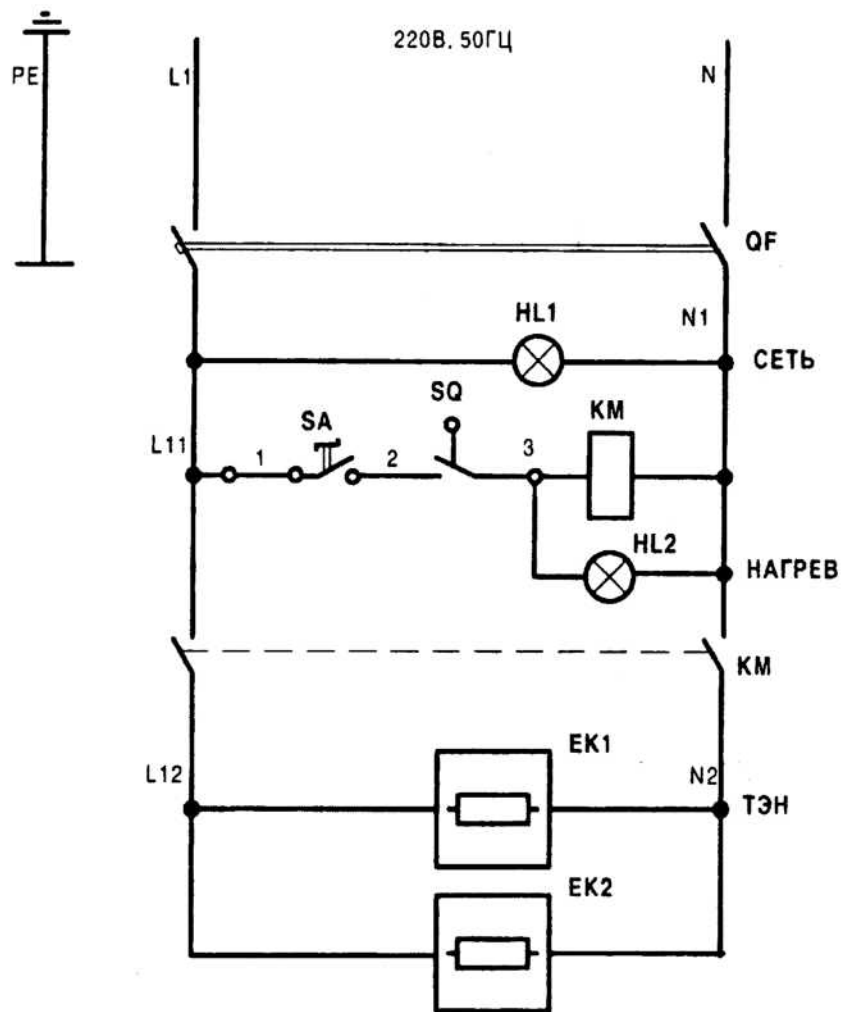 220В. 50ГЦ
PE
L1
N
QF
HL1
N1
СЕТЬ
SQ
KM
SA
L11
1
2
3
HL2
НАГРЕВ
KM
EK1
L12
N2
ТЭН
EK2